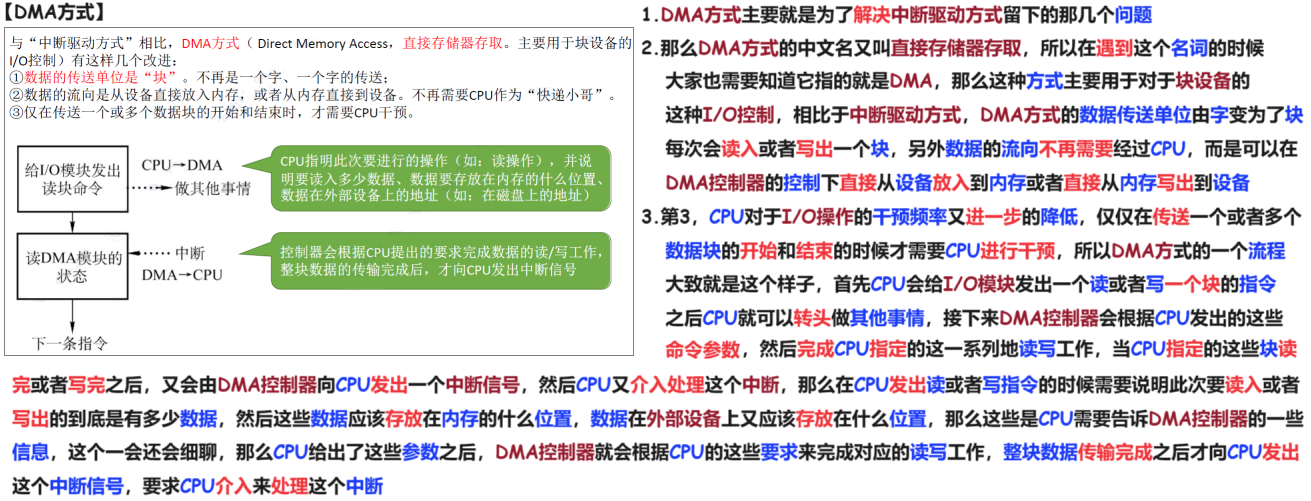 【DMA方式】
与“中断驱动方式”相比，DMA方式（ Direct Memory Access，直接存储器存取。主要用于块设备的
I/O控制）有这样几个改进：
①数据的传送单位是“块”。不再是一个字、一个字的传送；
②数据的流向是从设备直接放入内存，或者从内存直接到设备。不再需要CPU作为“快递小哥”。
③仅在传送一个或多个数据块的开始和结束时，才需要CPU干预。
给I/O模块发出
读块命令
CPU→DMA
做其他事情
CPU指明此次要进行的操作（如：读操作），并说
明要读入多少数据、数据要存放在内存的什么位置、
数据在外部设备上的地址（如：在磁盘上的地址）
读DMA模块的
状态
中断
DMA→CPU
控制器会根据CPU提出的要求完成数据的读/写工作，
整块数据的传输完成后，才向CPU发出中断信号
下一条指令
1.DMA方式主要就是为了解决中断驱动方式留下的那几个问题
2.那么DMA方式的中文名又叫直接存储器存取，所以在遇到这个名词的时候
大家也需要知道它指的就是DMA，那么这种方式主要用于对于块设备的
这种I/O控制，相比于中断驱动方式，DMA方式的数据传送单位由字变为了块
每次会读入或者写出一个块，另外数据的流向不再需要经过CPU，而是可以在
DMA控制器的控制下直接从设备放入到内存或者直接从内存写出到设备
3.第3，CPU对于I/O操作的干预频率又进一步的降低，仅仅在传送一个或者多个
数据块的开始和结束的时候才需要CPU进行干预，所以DMA方式的一个流程
大致就是这个样子，首先CPU会给I/O模块发出一个读或者写一个块的指令
之后CPU就可以转头做其他事情，接下来DMA控制器会根据CPU发出的这些
命令参数，然后完成CPU指定的这一系列地读写工作，当CPU指定的这些块读
完或者写完之后，又会由DMA控制器向CPU发出一个中断信号，然后CPU又介入处理这个中断，那么在CPU发出读或者写指令的时候需要说明此次要读入或者
写出的到底是有多少数据，然后这些数据应该存放在内存的什么位置，数据在外部设备上又应该存放在什么位置，那么这些是CPU需要告诉DMA控制器的一些
信息，这个一会还会细聊，那么CPU给出了这些参数之后，DMA控制器就会根据CPU的这些要求来完成对应的读写工作，整块数据传输完成之后才向CPU发出
这个中断信号，要求CPU介入来处理这个中断